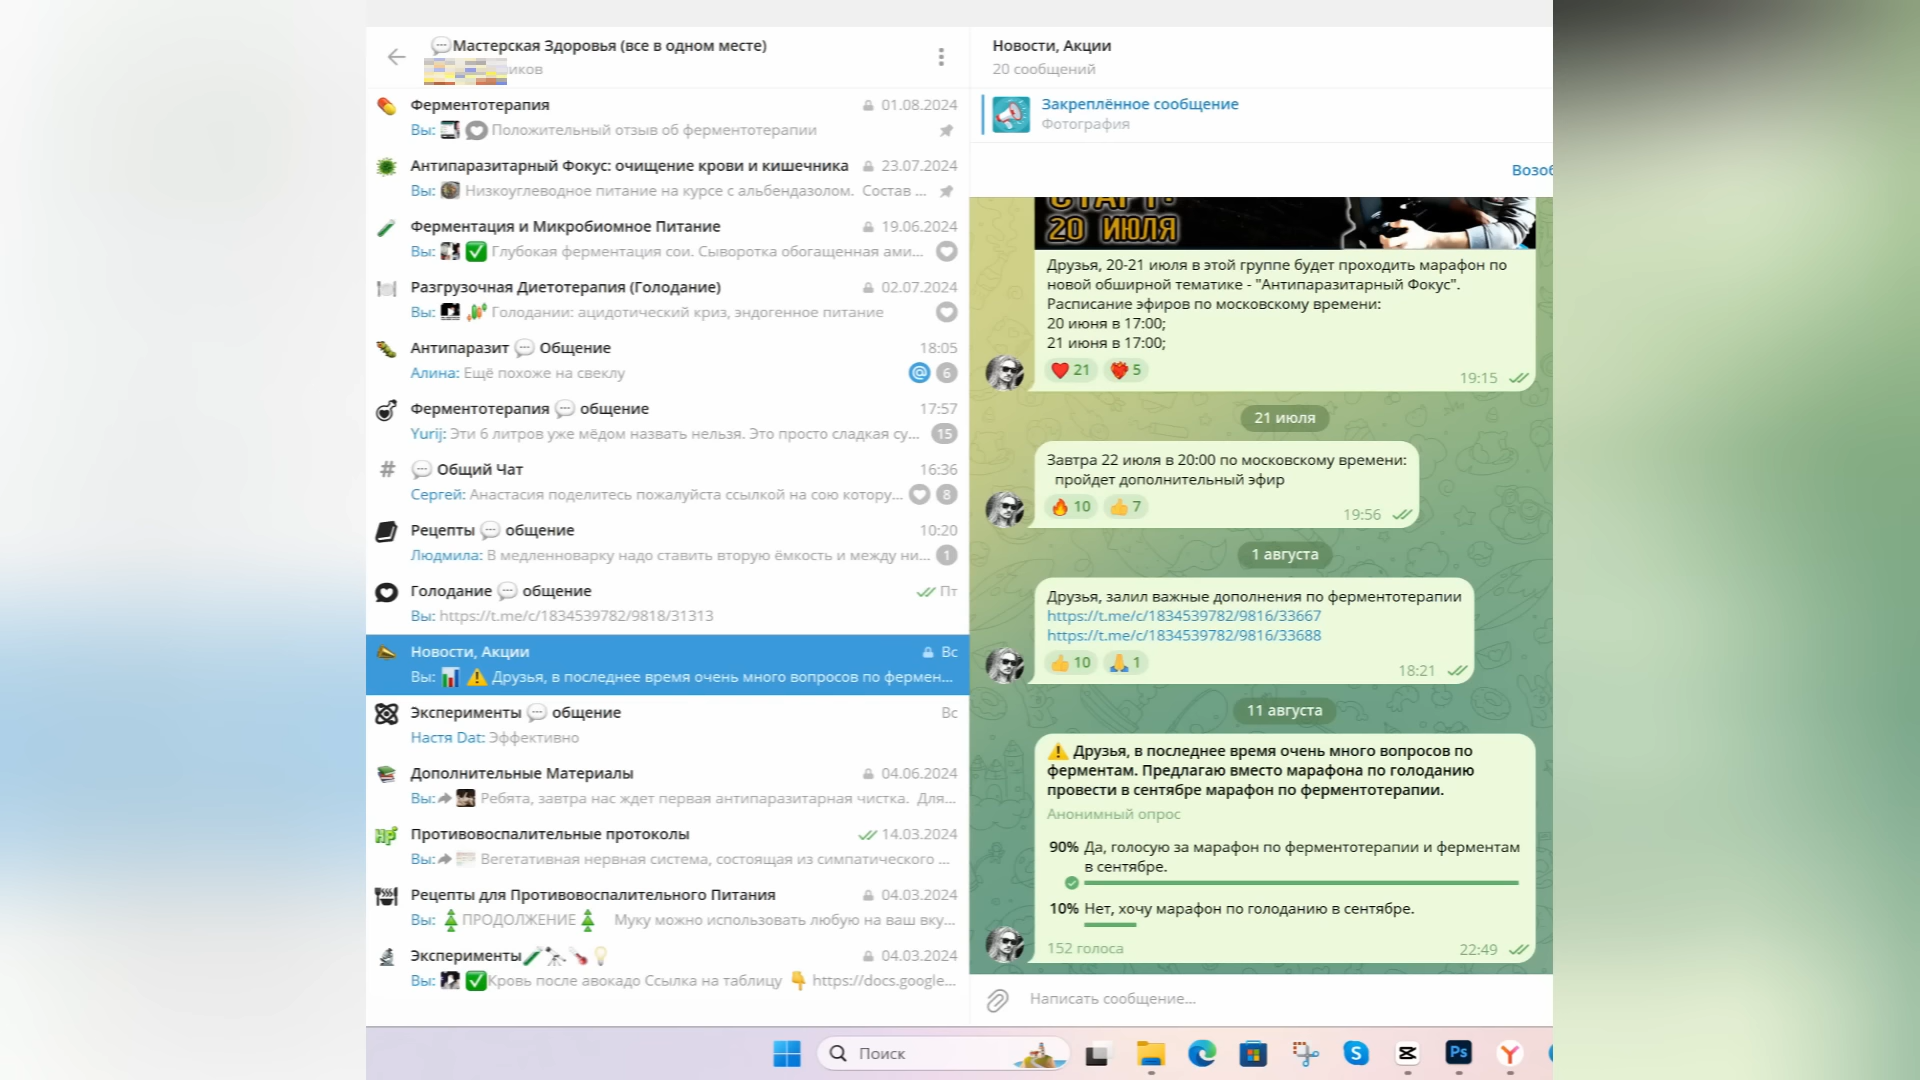 Мастерская Здоровья (все в одном месте)
иков
Ферментотерапия 01.08.2024
Вы: Положительный отзыв об ферментотерапии
Антипаразитарный Фокус: очищение крови и кишечника 23.07.2024
Вы: Низкоуглеводное питание на курсе с альбендазолом. Состав ...
Ферментация и Микробиомное Питание 19.06.2024
Вы: ✅ Глубокая ферментация сои. Сыворотка обогащенная ами...
Разгрузочная Диетотерапия (Голодание) 02.07.2024
Вы: Голодании: ацидотический криз, эндогенное питание
Антипаразит 💬 Общение 18:05
Алина: Ещё похоже на свеклу @ 6
Ферментотерапия 💬 общение 17:57
Yurij: Эти 6 литров уже мёдом назвать нельзя. Это просто сладкая су... 15
# 💬 Общий Чат 16:36
Сергей: Анастасия поделитесь пожалуйста ссылкой на сою котору... 8
Рецепты 💬 общение 10:20
Людмила: В медленноварку надо ставить вторую ёмкость и между ни... 1
Голодание 💬 общение Пт
Вы: https://t.me/c/1834539782/9818/31313
Новости, Акции Вс
Вы: 📊 ⚠️ Друзья, в последнее время очень много вопросов по фермен...
Эксперименты 💬 общение Вс
Настя Dat: Эффективно
Дополнительные Материалы 04.06.2024
Вы: Ребята, завтра нас ждет первая антипаразитарная чистка. Для...
HP Противовоспалительные протоколы 14.03.2024
Вы: Вегетативная нервная система, состоящая из симпатического ...
Рецепты для Противовоспалительного Питания 04.03.2024
Вы: 🌲ПРОДОЛЖЕНИЕ🌲 Муку можно использовать любую на ваш вку...
Эксперименты 04.03.2024
Вы: ✅Кровь после авокадо Ссылка на таблицу 👇 https://docs.google...
Новости, Акции
20 сообщений
Закреплённое сообщение
Фотография
Возоб
СТАРТ:
20 ИЮЛЯ
Друзья, 20-21 июля в этой группе будет проходить марафон по
новой обширной тематике - "Антипаразитарный Фокус".
Расписание эфиров по московскому времени:
20 июня в 17:00;
21 июня в 17:00;
❤️ 21 5
19:15
21 июля
Завтра 22 июля в 20:00 по московскому времени:
пройдет дополнительный эфир
🔥 10 👍 7
19:56
1 августа
Друзья, залил важные дополнения по ферментотерапии
https://t.me/c/1834539782/9816/33667
https://t.me/c/1834539782/9816/33688
👍 10 🙏 1
18:21
11 августа
⚠️ Друзья, в последнее время очень много вопросов по
ферментам. Предлагаю вместо марафона по голоданию
провести в сентябре марафон по ферментотерапии.
Анонимный опрос
90% Да, голосую за марафон по ферментотерапии и ферментам
в сентябре.
10% Нет, хочу марафон по голоданию в сентябре.
152 голоса 22:49
Написать сообщение...
Поиск
S
Ps
Y